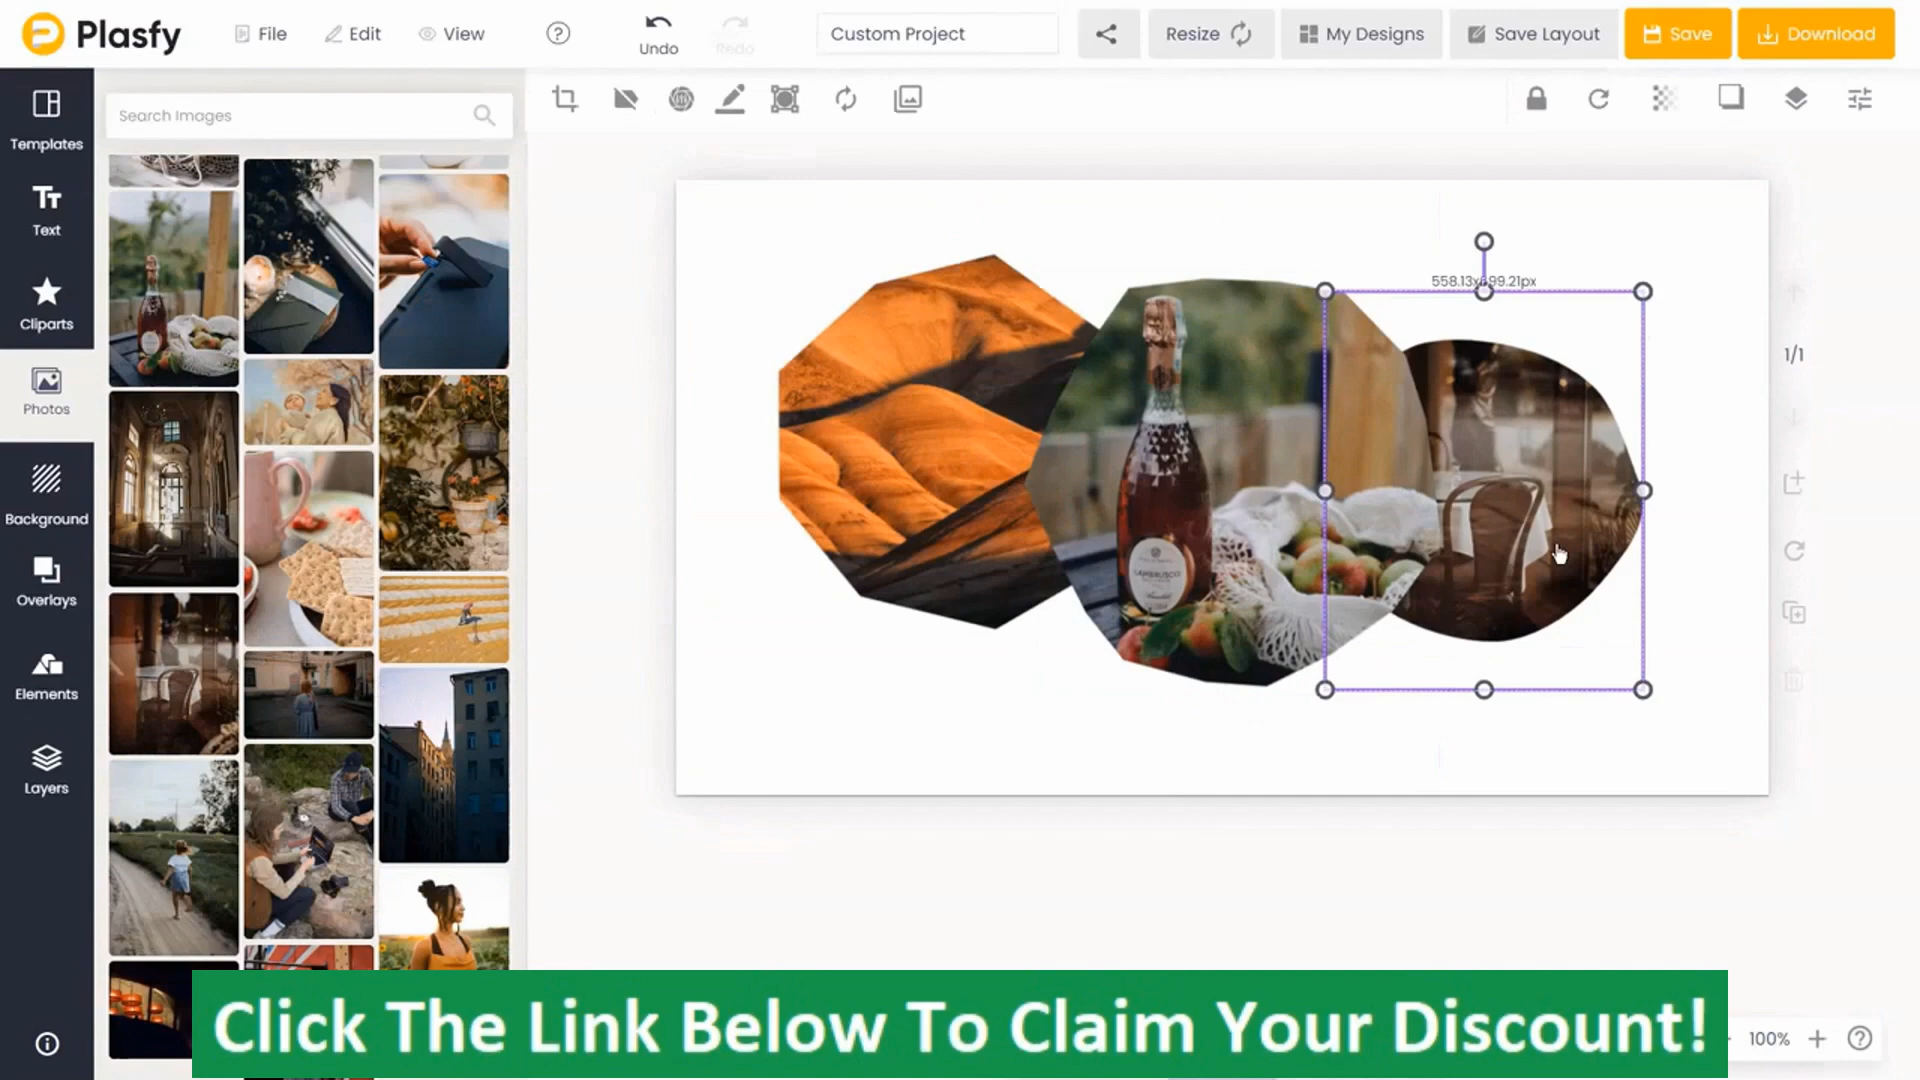 Plasfy
File
Edit
View
Undo
Redo
Custom Project
Resize
My Designs
Save Layout
Save
Download
Templates
Text
Cliparts
Photos
Background
Overlays
Elements
Layers
Search Images
LAMBRUSCO
1/1
100%
Click The Link Below To Claim Your Discount!